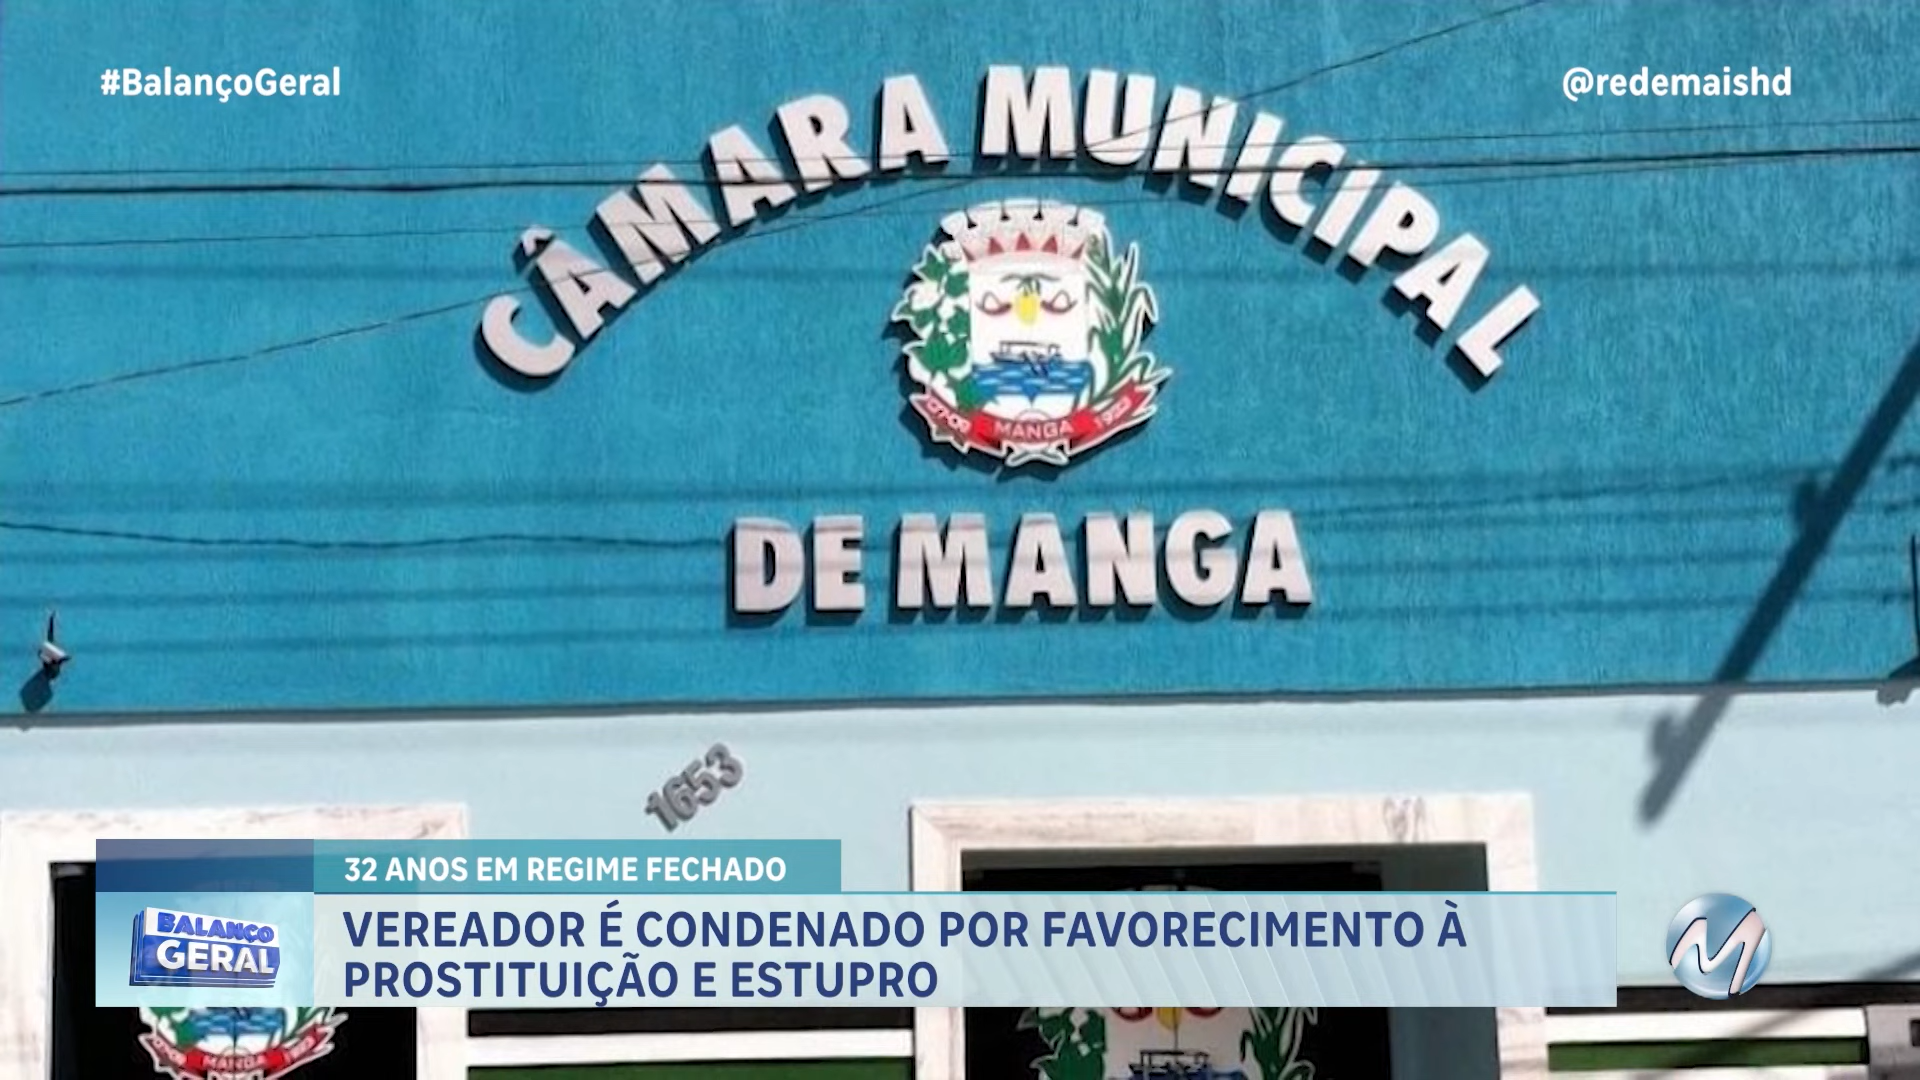 #BalançoGeral
@redemaishd
CÂMARA MUNICIPAL
MANGA
DE MANGA
1653
32 ANOS EM REGIME FECHADO
BALANÇO
GERAL
VEREADOR É CONDENADO POR FAVORECIMENTO À
PROSTITUIÇÃO E ESTUPRO
M
MANGA